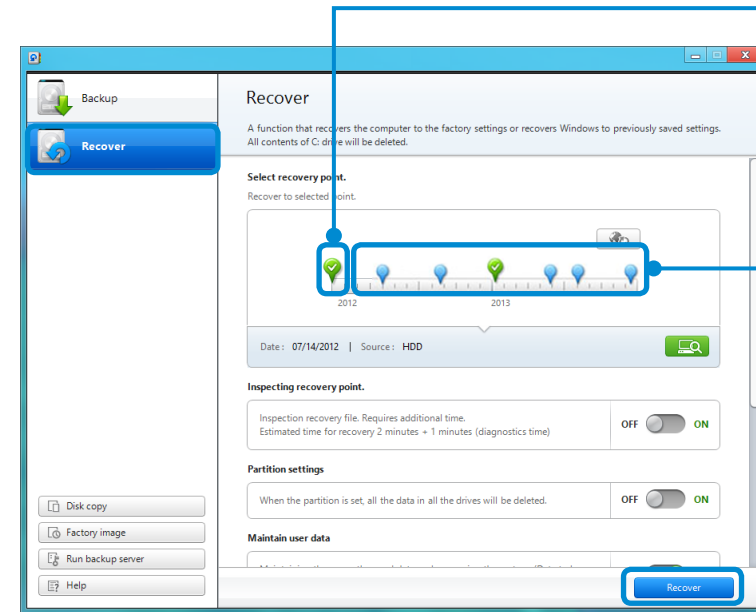 Backup
Recover
Disk copy
Factory image
Run backup server
Help
Recover
A function that recovers the computer to the factory settings or recovers Windows to previously saved settings.
All contents of C: drive will be deleted.
Select recovery point.
Recover to selected point.
2012 2013
Date : 07/14/2012 | Source : HDD
Inspecting recovery point.
Inspection recovery file. Requires additional time.
Estimated time for recovery 2 minutes + 1 minutes (diagnostics time)
OFF ON
Partition settings
When the partition is set, all the data in all the drives will be deleted.
OFF ON
Maintain user data
Recover